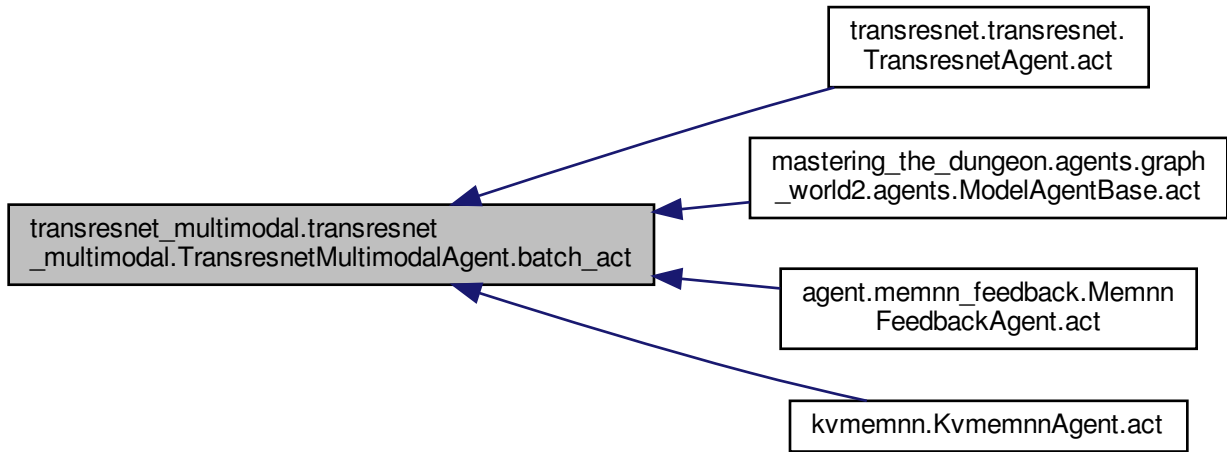 transresnet.transresnet.
TransresnetAgent.act
mastering_the_dungeon.agents.graph
_world2.agents.ModelAgentBase.act
transresnet_multimodal.transresnet
_multimodal.TransresnetMultimodalAgent.batch_act
agent.memnn_feedback.Memnn
FeedbackAgent.act
kvmemnn.KvmemnnAgent.act